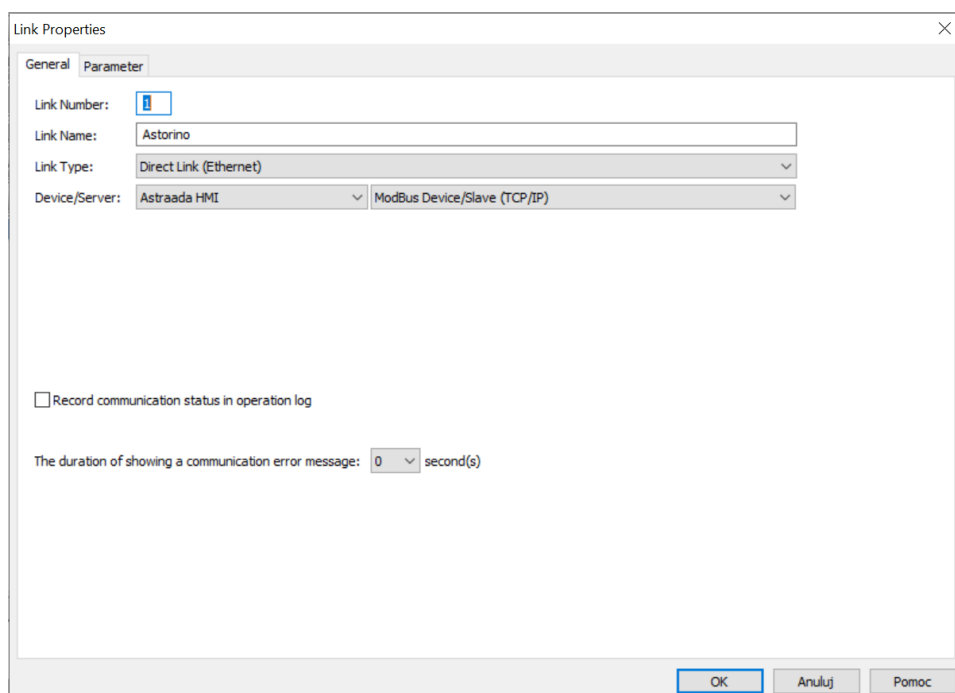 Link Properties
General Parameter
Link Number: 1
Link Name: Astorino
Link Type: Direct Link (Ethernet)
Device/Server: Astraada HMI ModBus Device/Slave (TCP/IP)
Record communication status in operation log
The duration of showing a communication error message: 0 second(s)
OK Anuluj Pomoc